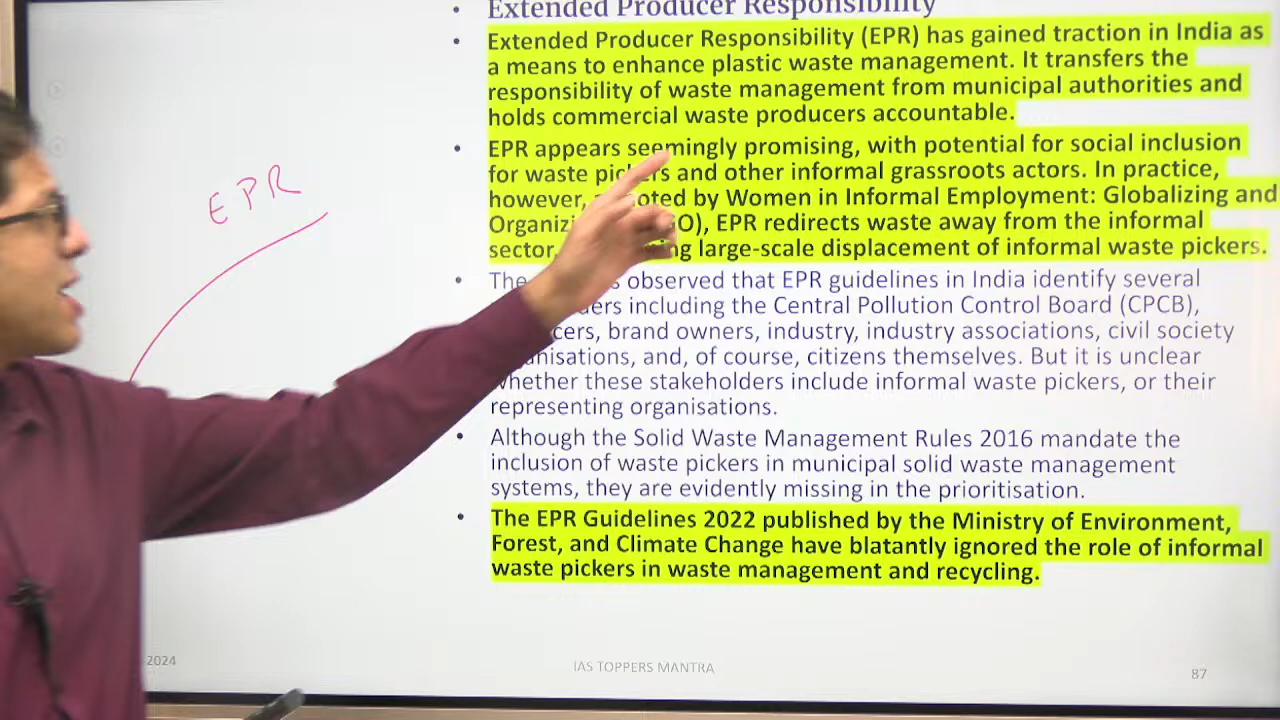 Extended Producer Responsibility
• Extended Producer Responsibility (EPR) has gained traction in India as
a means to enhance plastic waste management. It transfers the
responsibility of waste management from municipal authorities and
holds commercial waste producers accountable.
• EPR appears seemingly promising, with potential for social inclusion
for waste pickers and other informal grassroots actors. In practice,
however, noted by Women in Informal Employment: Globalizing and
EPR redirects waste away from the informal
sector, large-scale displacement of informal waste pickers.
• observed that EPR guidelines in India identify several
including the Central Pollution Control Board (CPCB),
brand owners, industry, industry associations, civil society
and, of course, citizens themselves. But it is unclear
whether these stakeholders include informal waste pickers, or their
representing organisations.
• Although the Solid Waste Management Rules 2016 mandate the
inclusion of waste pickers in municipal solid waste management
systems, they are evidently missing in the prioritisation.
• The EPR Guidelines 2022 published by the Ministry of Environment,
Forest, and Climate Change have blatantly ignored the role of informal
waste pickers in waste management and recycling.
EPR
-2024
IAS TOPPERS MANTRA
87